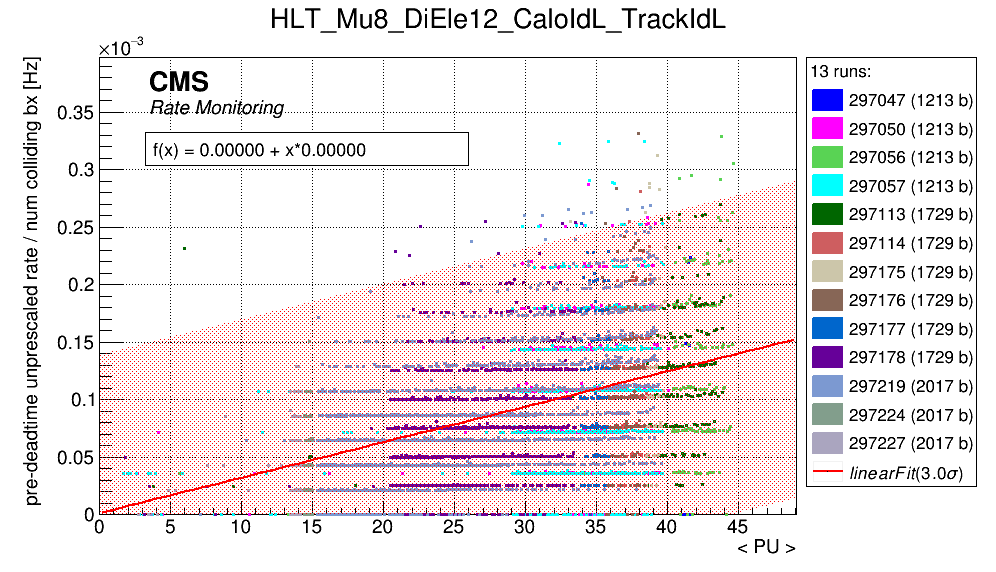 HLT_Mu8_DiEle12_CaloIdL_TrackIdL
×10⁻³
pre-deadtime unprescaled rate / num colliding bx [Hz]
CMS
Rate Monitoring
f(x) = 0.00000 + x*0.00000
0.35
0.3
0.25
0.2
0.15
0.1
0.05
0
0 5 10 15 20 25 30 35 40 45
< PU >
13 runs:
297047 (1213 b)
297050 (1213 b)
297056 (1213 b)
297057 (1213 b)
297113 (1729 b)
297114 (1729 b)
297175 (1729 b)
297176 (1729 b)
297177 (1729 b)
297178 (1729 b)
297219 (2017 b)
297224 (2017 b)
297227 (2017 b)
linearFit(3.0σ)